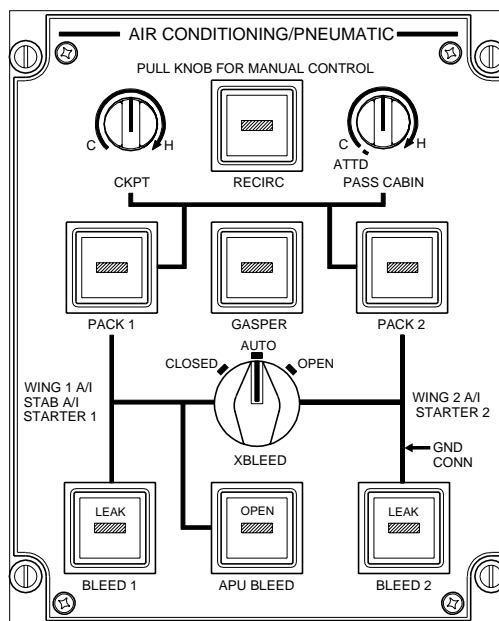 AIR CONDITIONING/PNEUMATIC
PULL KNOB FOR MANUAL CONTROL
C H
C H
ATTD
CKPT RECIRC PASS CABIN
PACK 1 GASPER PACK 2
AUTO
CLOSED OPEN
WING 1 A/I
STAB A/I
STARTER 1
WING 2 A/I
STARTER 2
XBLEED
GND
CONN
LEAK OPEN LEAK
BLEED 1 APU BLEED BLEED 2